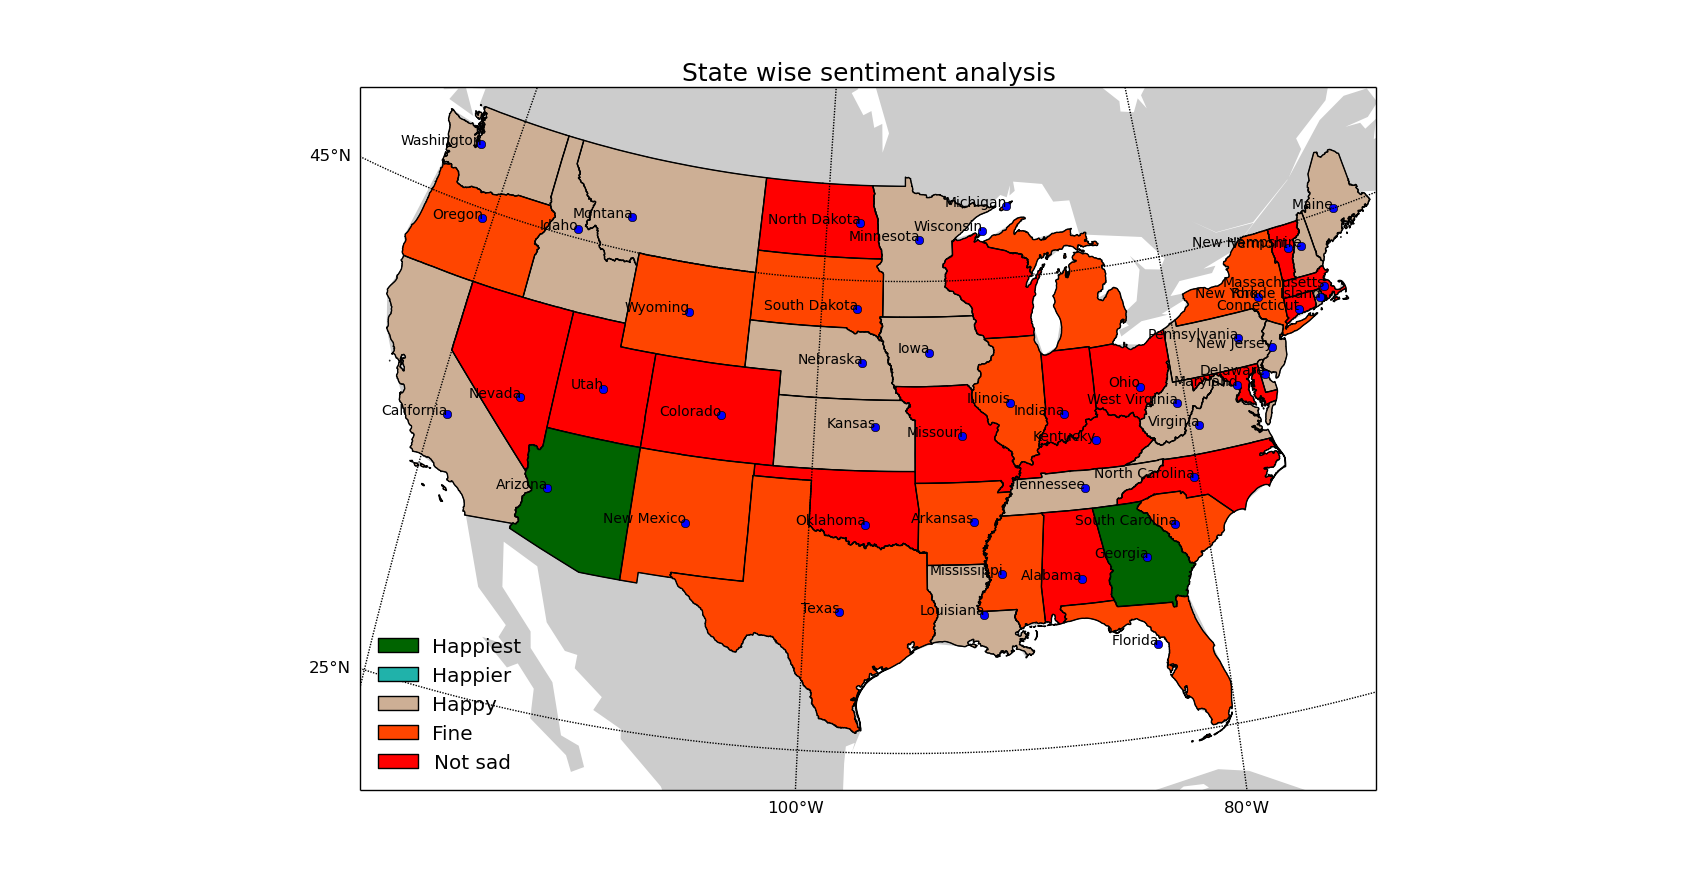 State wise sentiment analysis
Washington
45°N
Michigan
Maine
Oregon
Montana
North Dakota
Idaho
Wisconsin
Minnesota
New Hampshire
Vermont
Massachusetts
New York
Rhode Island
South Dakota
Wyoming
Connecticut
Pennsylvania
New Jersey
Iowa
Nebraska
Delaware
Utah
Ohio
Maryland
Nevada
Illinois
West Virginia
California
Colorado
Indiana
Kansas
Virginia
Missouri
Kentucky
North Carolina
Arizona
Tennessee
New Mexico
Oklahoma
Arkansas
South Carolina
Georgia
Mississippi
Alabama
Texas
Louisiana
Florida
Happiest
25°N
Happier
Happy
Fine
Not sad
100°W
80°W